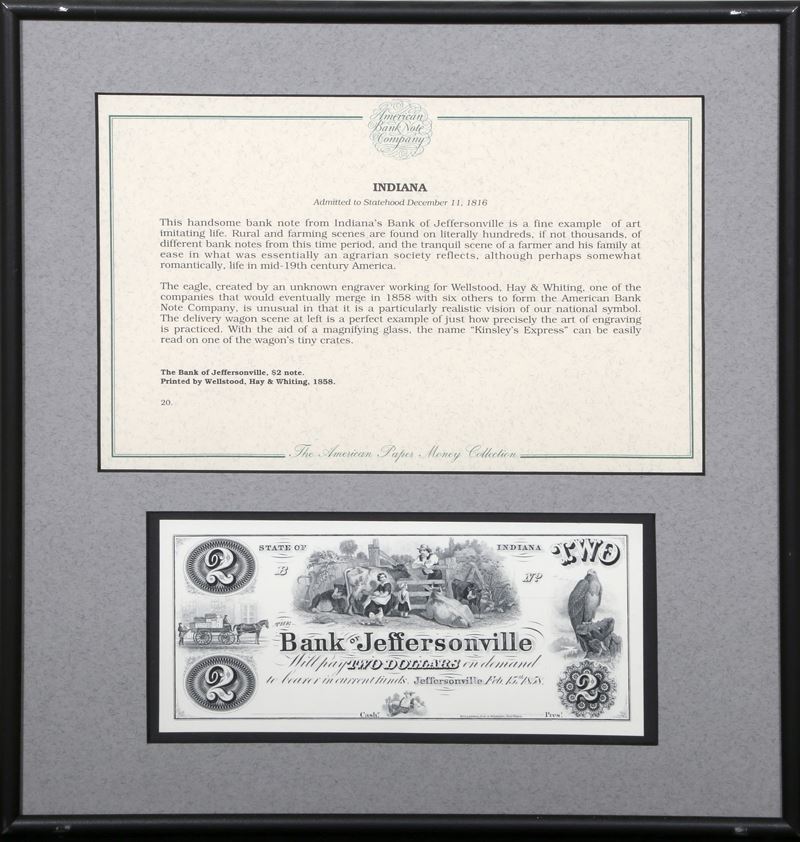 American
Bank Note
Company
INDIANA
Admitted to Statehood December 11, 1816
This handsome bank note from Indiana's Bank of Jeffersonville is a fine example of art
imitating life. Rural and farming scenes are found on literally hundreds, if not thousands, of
different bank notes from this time period, and the tranquil scene of a farmer and his family at
ease in what was essentially an agrarian society reflects, although perhaps somewhat
romantically, life in mid-19th century America.
The eagle, created by an unknown engraver working for Wellstood, Hay & Whiting, one of the
companies that would eventually merge in 1858 with six others to form the American Bank
Note Company, is unusual in that it is a particularly realistic vision of our national symbol.
The delivery wagon scene at left is a perfect example of just how precisely the art of engraving
is practiced. With the aid of a magnifying glass, the name "Kinsley's Express" can be easily
read on one of the wagon's tiny crates.
The Bank of Jeffersonville, $2 note.
Printed by Wellstood, Hay & Whiting, 1858.
20.
The American Paper Money Collection
2
STATE OF
INDIANA
TWO
B
No
THE
Bank of Jeffersonville
Will pay TWO DOLLARS on demand
to bearer in current funds. Jeffersonville Feb. 15th 1858.
2
2
Cash.r
Pres.t